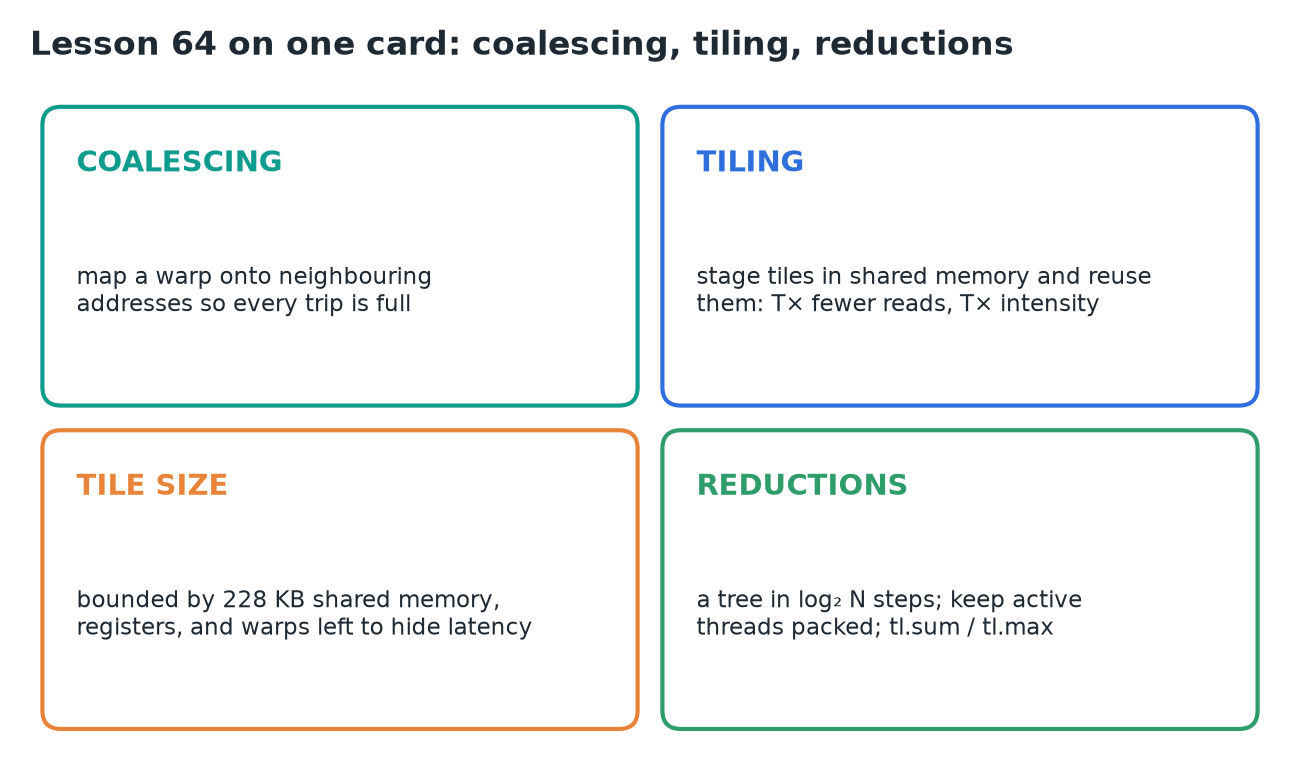 Lesson 64 on one card: coalescing, tiling, reductions
COALESCING
map a warp onto neighbouring
addresses so every trip is full
TILING
stage tiles in shared memory and reuse
them: T× fewer reads, T× intensity
TILE SIZE
bounded by 228 KB shared memory,
registers, and warps left to hide latency
REDUCTIONS
a tree in log₂ N steps; keep active
threads packed; tl.sum / tl.max